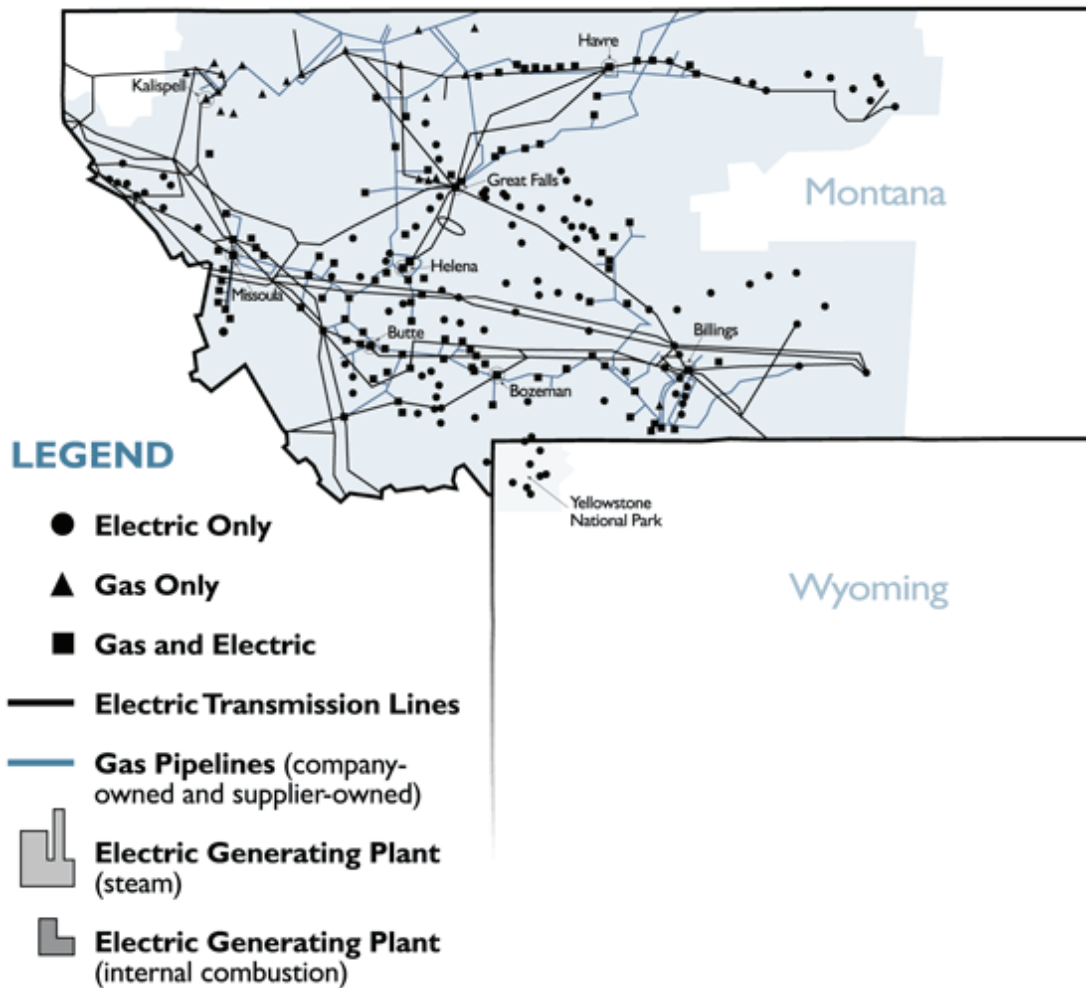 Havre
Kalispell
Great Falls
Montana
Helena
Missoula
Butte
Billings
Bozeman
LEGEND
Yellowstone
National Park
Electric Only
Gas Only
Wyoming
Gas and Electric
Electric Transmission Lines
Gas Pipelines (company-
owned and supplier-owned)
Electric Generating Plant
(steam)
Electric Generating Plant
(internal combustion)